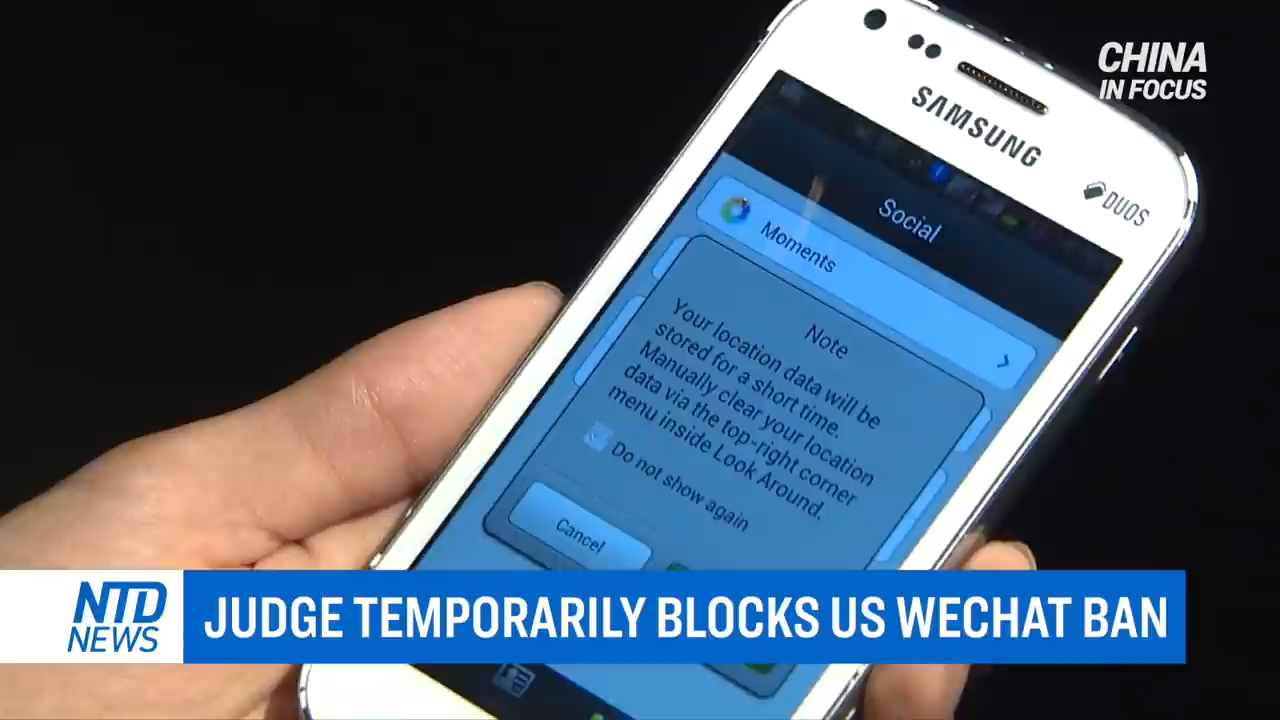 CHINA
IN FOCUS
SAMSUNG
DUOS
Social
Moments
Note
Your location data will be
stored for a short time.
Manually clear your location
data via the top-right corner
menu inside Look Around.
Do not show again
Cancel
NTD
NEWS
JUDGE TEMPORARILY BLOCKS US WECHAT BAN